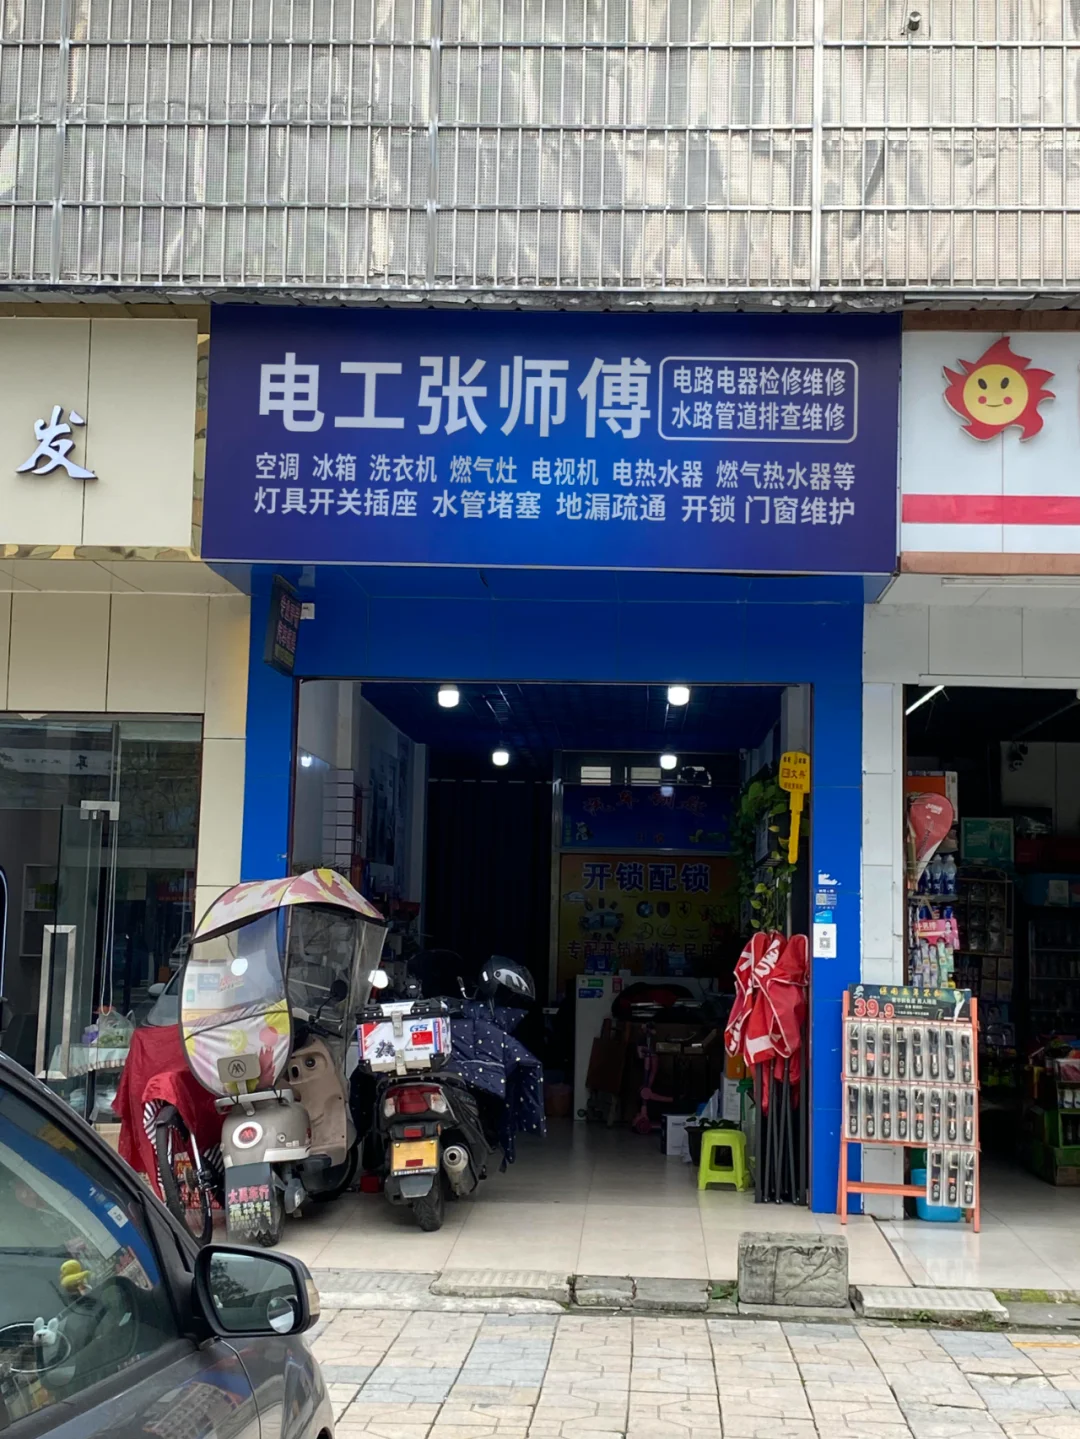 发
电工张师傅
电路电器检修维修
水路管道排查维修
空调 冰箱 洗衣机 燃气灶 电视机 电热水器 燃气热水器等
灯具开关插座 水管堵塞 地漏疏通 开锁 门窗维护
开锁配锁
39.9
GS